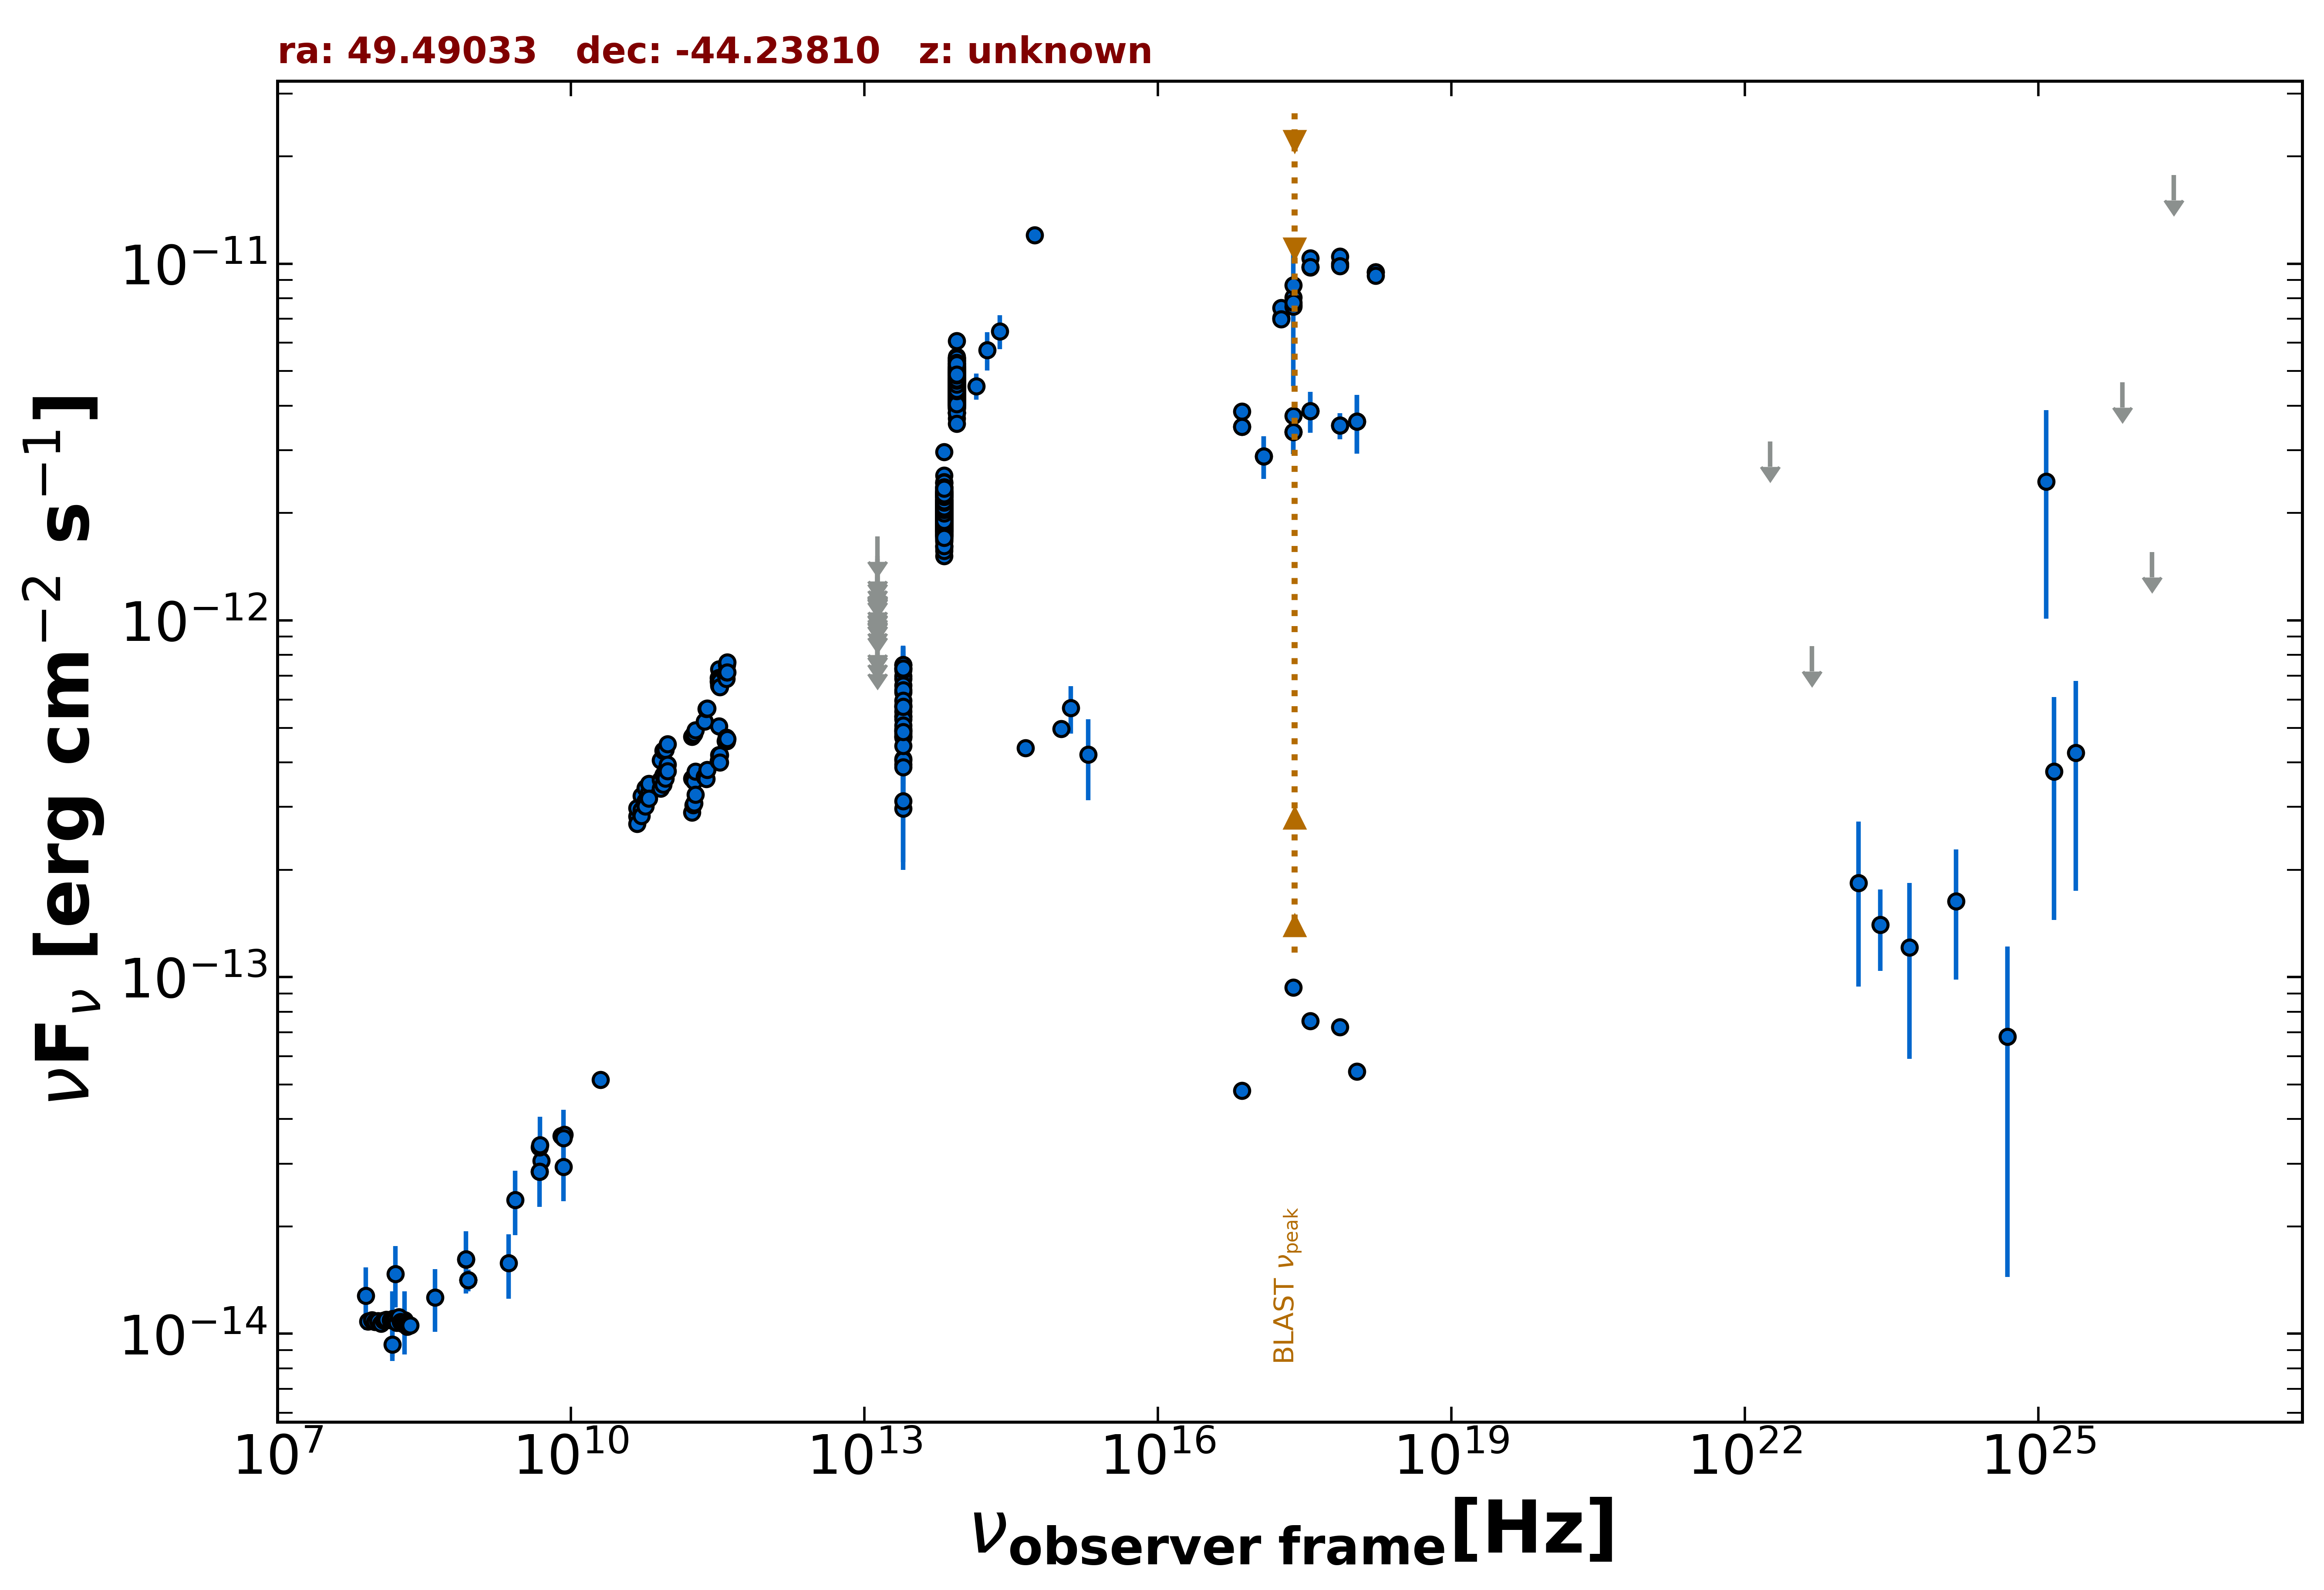 ra: 49.49033   dec: -44.23810   z: unknown
νF_ν [erg cm⁻² s⁻¹]
10⁻¹¹
10⁻¹²
10⁻¹³
10⁻¹⁴
BLAST ν_peak
10⁷ 10¹⁰ 10¹³ 10¹⁶ 10¹⁹ 10²² 10²⁵
ν_observer frame [Hz]